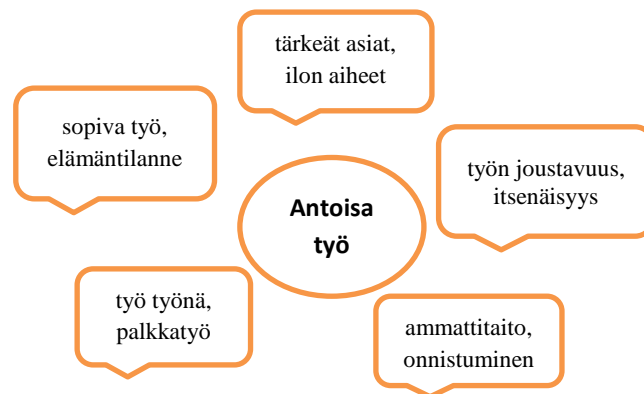 tärkeät asiat,
ilon aiheet
sopiva työ,
elämäntilanne
työn joustavuus,
itsenäisyys
Antoisa
työ
työ työnä,
palkkatyö
ammattitaito,
onnistuminen